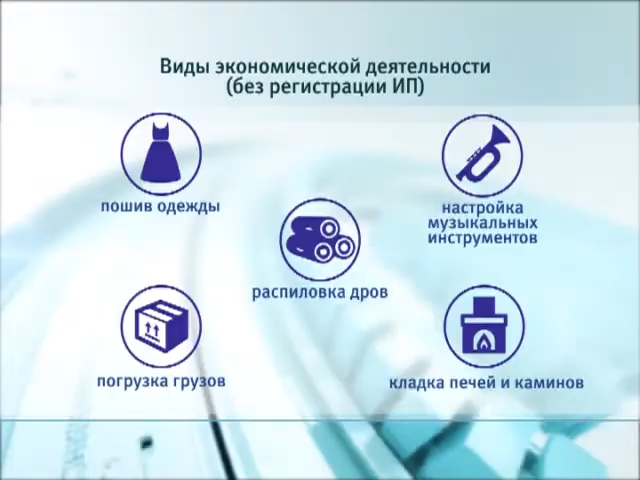 Виды экономической деятельности
(без регистрации ИП)
пошив одежды
настройка
музыкальных
инструментов
распиловка дров
погрузка грузов
кладка печей и каминов